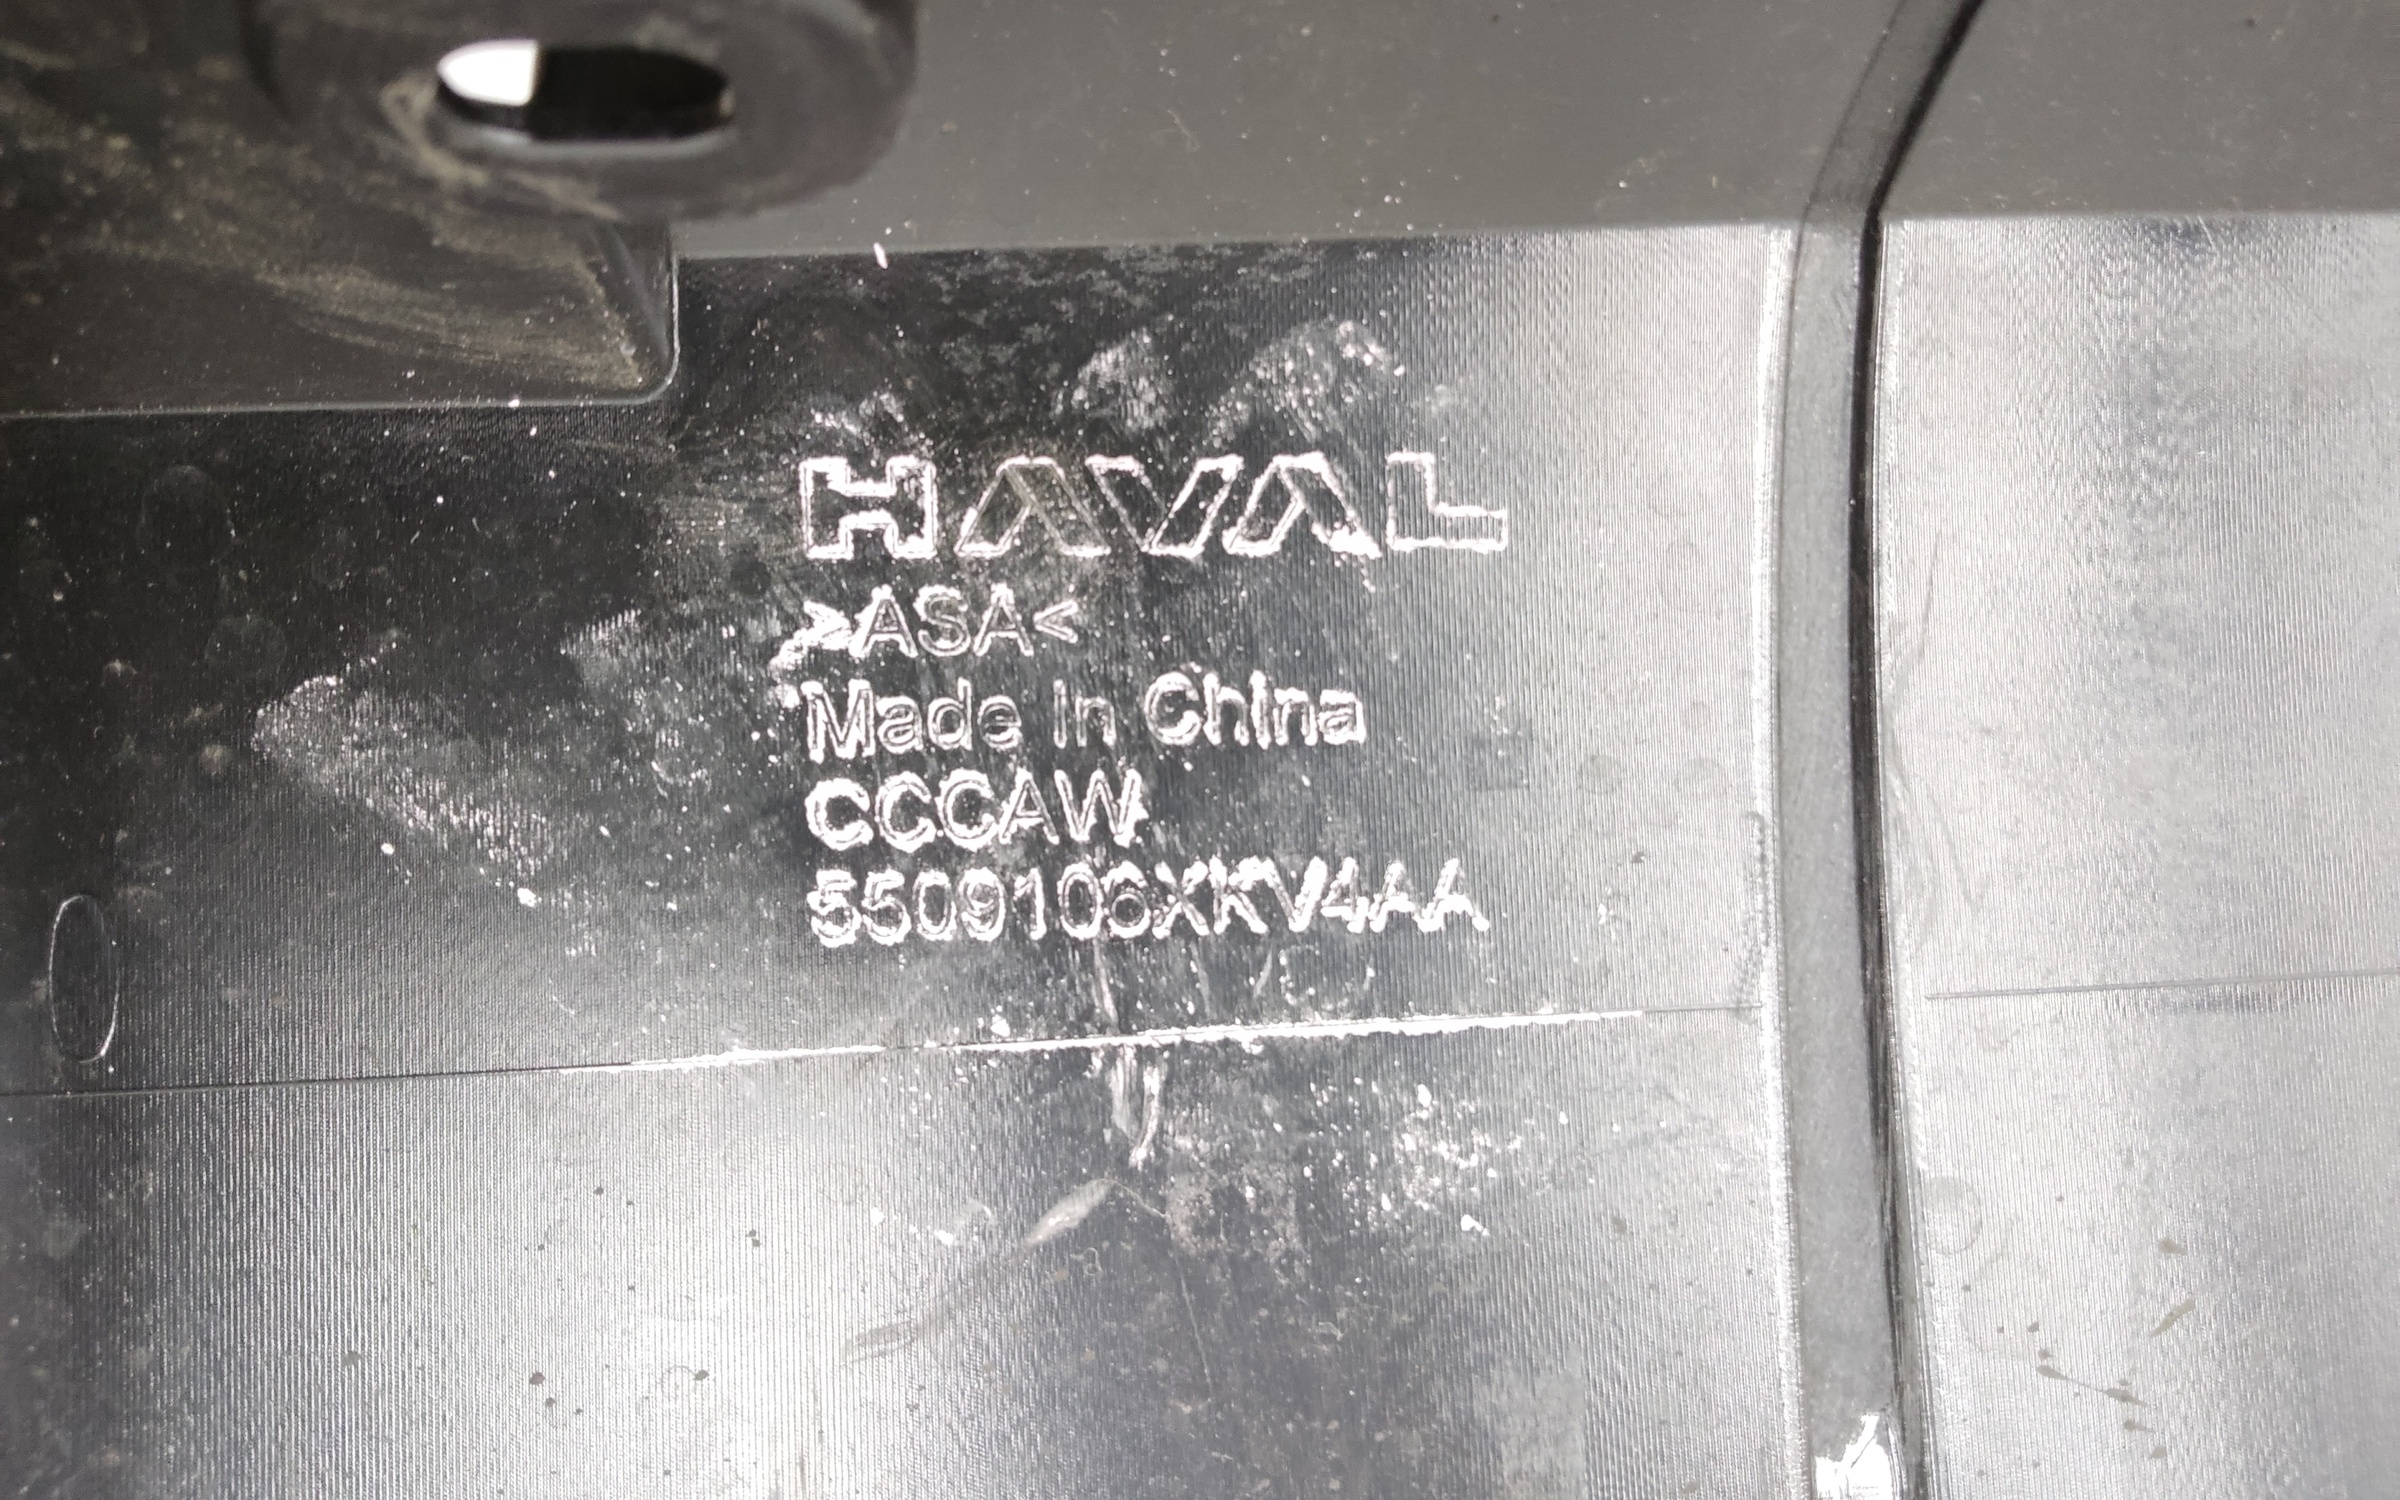 HAVAL
>ASA<
Made In China
CCCAW
5509106XKV4AA